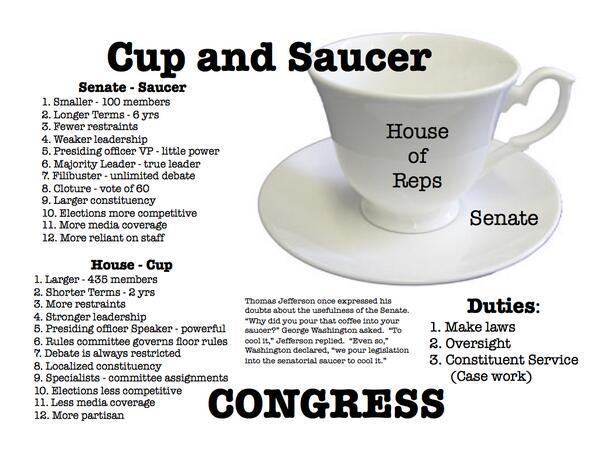 Cup and Saucer
Senate - Saucer
1. Smaller - 100 members
2. Longer Terms - 6 yrs
3. Fewer restraints
4. Weaker leadership
5. Presiding officer VP - little power
6. Majority Leader - true leader
7. Filibuster - unlimited debate
8. Cloture - vote of 60
9. Larger constituency
10. Elections more competitive
11. More media coverage
12. More reliant on staff
House
of
Reps
Senate
House - Cup
1. Larger - 435 members
2. Shorter Terms - 2 yrs
3. More restraints
4. Stronger leadership
5. Presiding officer Speaker - powerful
6. Rules committee governs floor rules
7. Debate is always restricted
8. Localized constituency
9. Specialists - committee assignments
10. Elections less competitive
11. Less media coverage
12. More partisan
Thomas Jefferson once expressed his
doubts about the usefulness of the Senate.
"Why did you pour that coffee into your
saucer?" George Washington asked. "To
cool it," Jefferson replied. "Even so,"
Washington declared, "we pour legislation
into the senatorial saucer to cool it."
Duties:
1. Make laws
2. Oversight
3. Constituent Service
(Case work)
CONGRESS